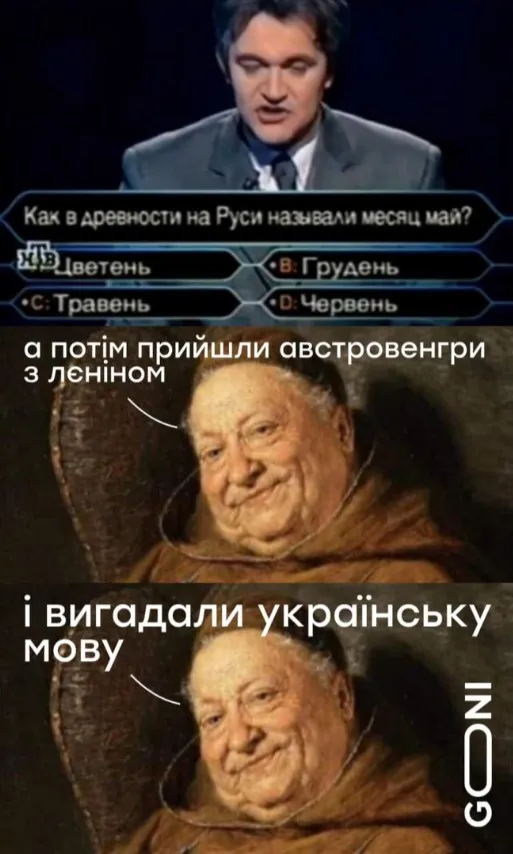 Как в древности на Руси называли месяц май?
НТВ
Цветень
B: Грудень
C: Травень
D: Червень
а потім прийшли австровенгри
з лєніном
і вигадали українську
мову
GONI